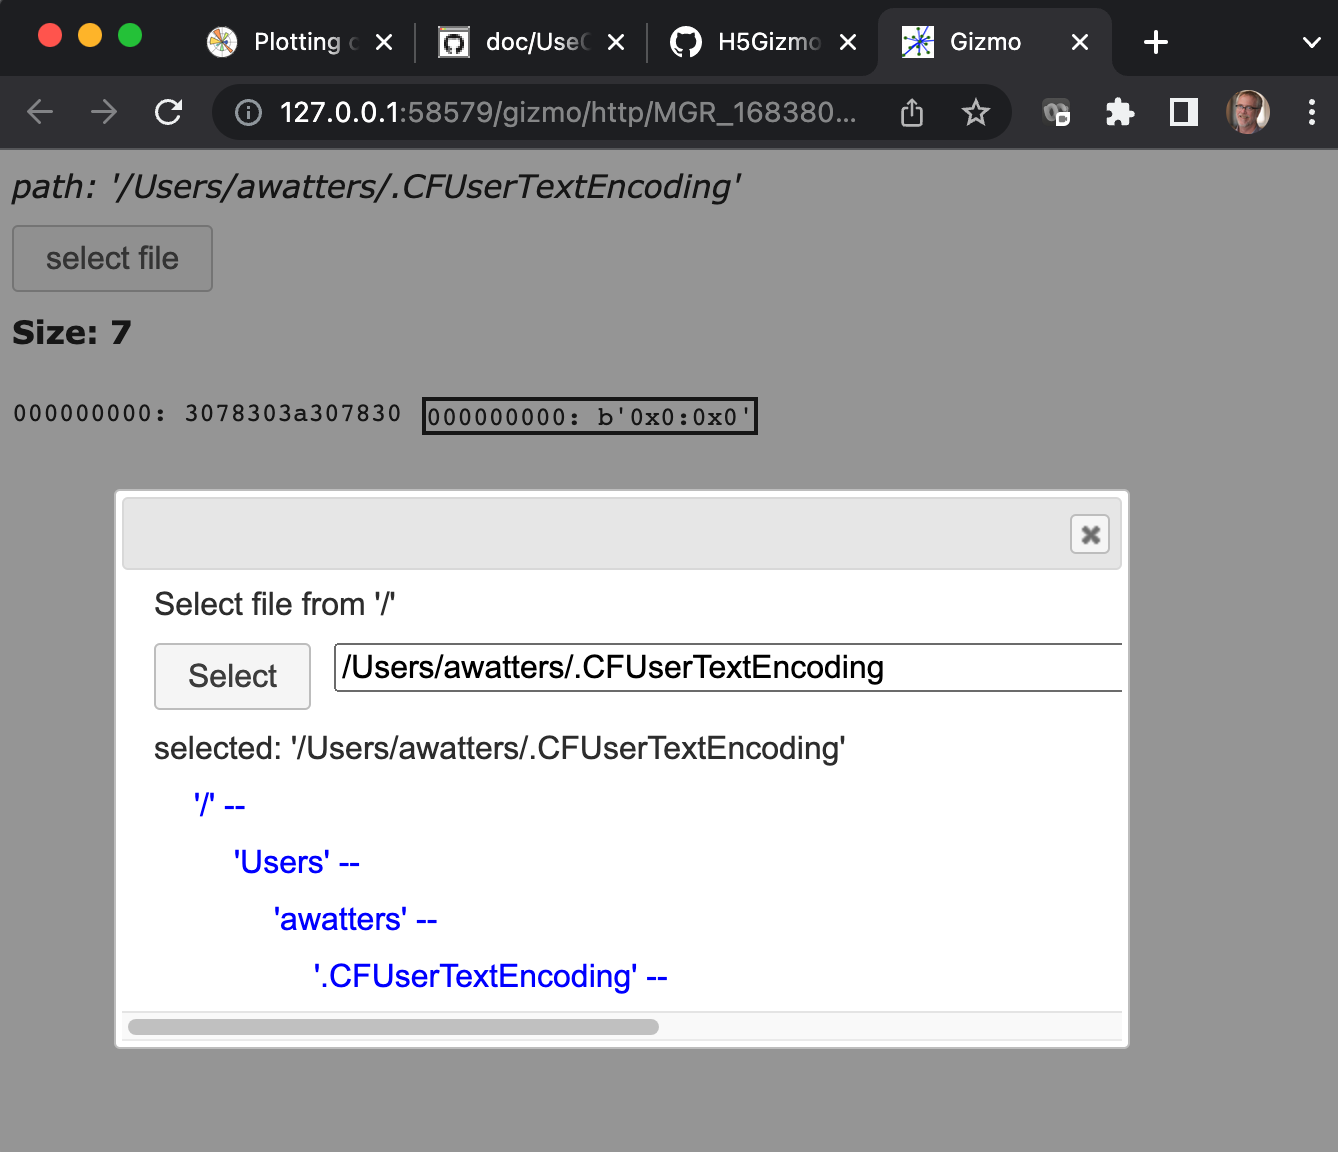 Plotting
doc/UseC
H5Gizmo
Gizmo
127.0.0.1:58579/gizmo/http/MGR_168380...
path: '/Users/awatters/.CFUserTextEncoding'
select file
Size: 7
000000000: 3078303a307830 000000000: b'0x0:0x0'
Select file from '/'
Select /Users/awatters/.CFUserTextEncoding
selected: '/Users/awatters/.CFUserTextEncoding'
'/' --
'Users' --
'awatters' --
'.CFUserTextEncoding' --